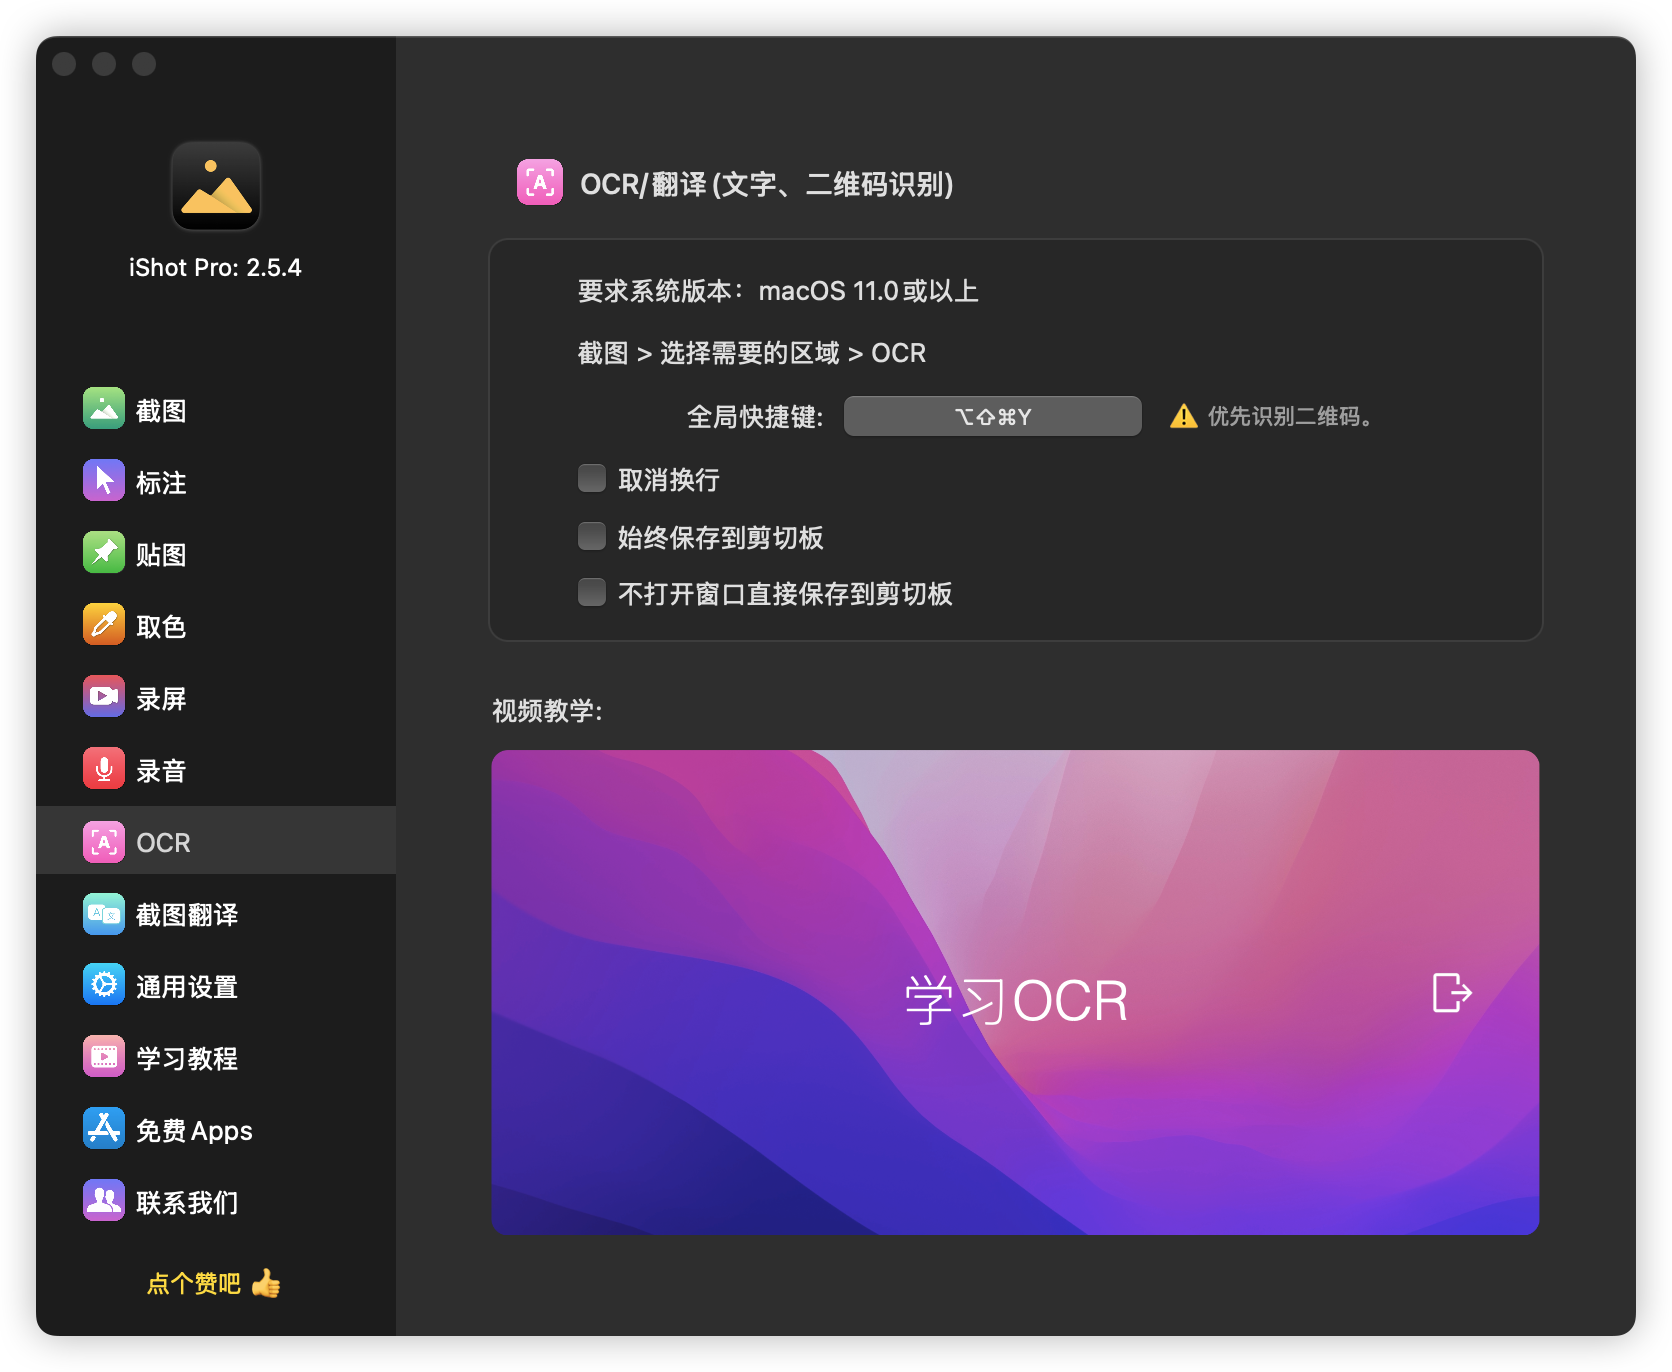 iShot Pro: 2.5.4
截图
标注
贴图
取色
录屏
录音
OCR
截图翻译
通用设置
学习教程
免费Apps
联系我们
点个赞吧 👍
OCR/翻译(文字、二维码识别)
要求系统版本：macOS 11.0或以上
截图 > 选择需要的区域 > OCR
全局快捷键: ⌥⇧⌘Y ⚠️ 优先识别二维码。
取消换行
始终保存到剪切板
不打开窗口直接保存到剪切板
视频教学:
学习OCR